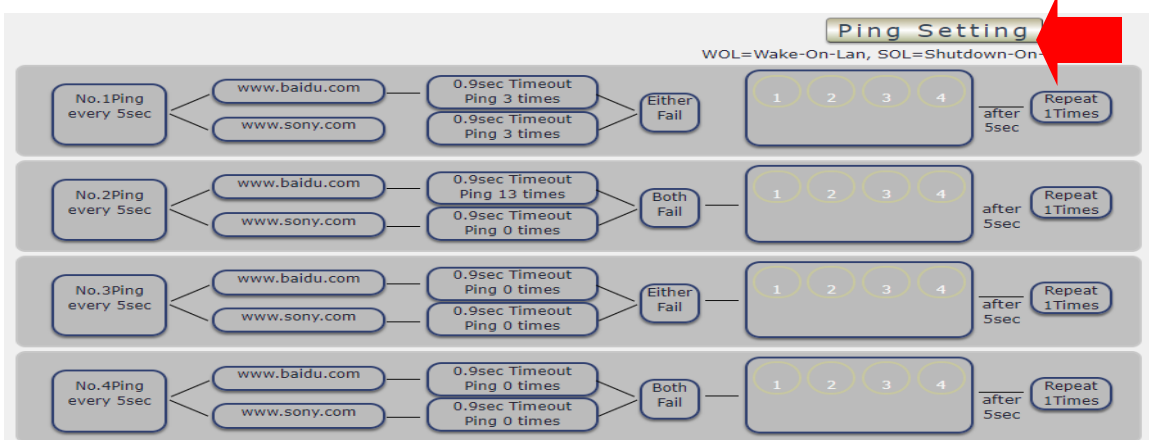 Ping Setting
WOL=Wake-On-Lan, SOL=Shutdown-On-
No.1Ping
every 5sec
www.baidu.com
www.sony.com
0.9sec Timeout
Ping 3 times
0.9sec Timeout
Ping 3 times
Either
Fail
1 2 3 4
after
5sec
Repeat
1Times
No.2Ping
every 5sec
www.baidu.com
www.sony.com
0.9sec Timeout
Ping 13 times
0.9sec Timeout
Ping 0 times
Both
Fail
1 2 3 4
after
5sec
Repeat
1Times
No.3Ping
every 5sec
www.baidu.com
www.sony.com
0.9sec Timeout
Ping 0 times
0.9sec Timeout
Ping 0 times
Either
Fail
1 2 3 4
after
5sec
Repeat
1Times
No.4Ping
every 5sec
www.baidu.com
www.sony.com
0.9sec Timeout
Ping 0 times
0.9sec Timeout
Ping 0 times
Both
Fail
1 2 3 4
after
5sec
Repeat
1Times